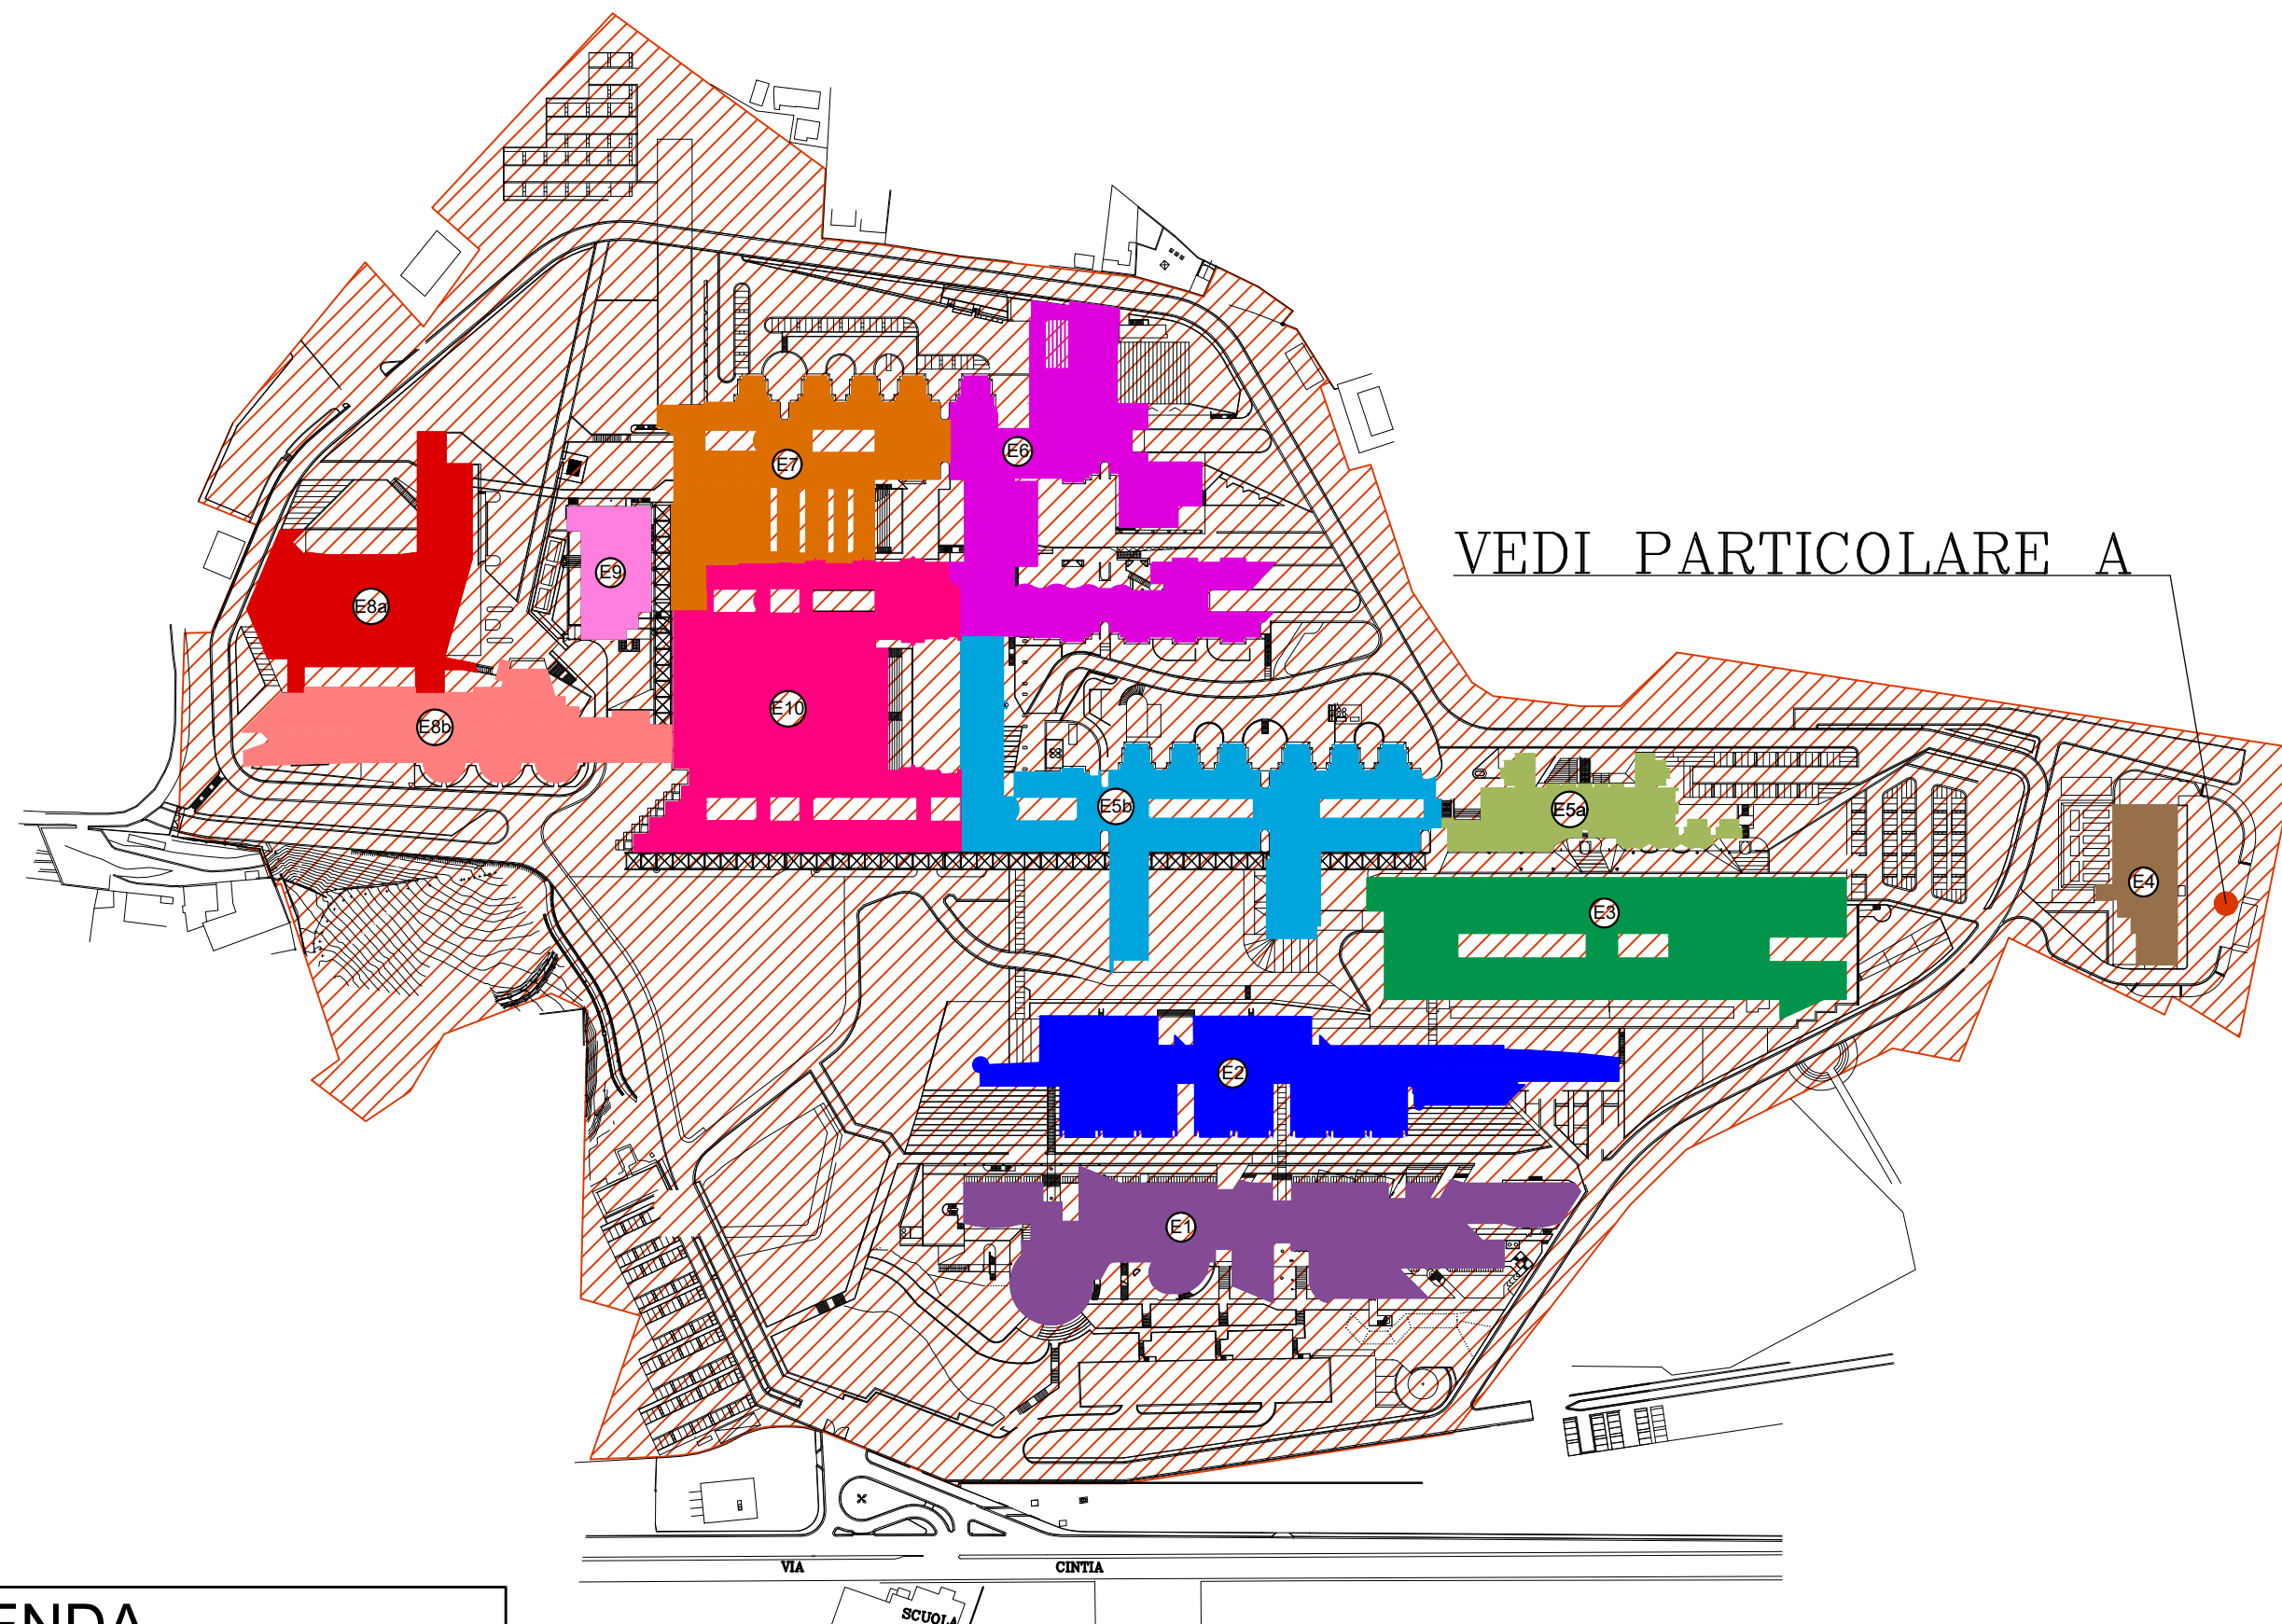 E7
E6
VEDI PARTICOLARE A
E9
E8a
E10
E8b
E5b
E5a
E4
E3
E2
E1
VIA CINTIA
ENDA
SCUOLA